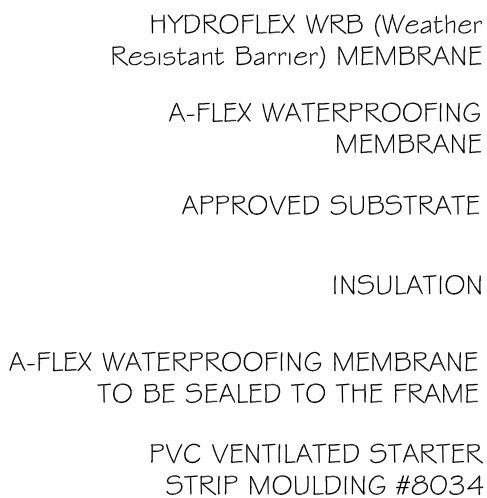 HYDROFLEX WRB (Weather
Resistant Barrier) MEMBRANE
A-FLEX WATERPROOFING
MEMBRANE
APPROVED SUBSTRATE
INSULATION
A-FLEX WATERPROOFING MEMBRANE
TO BE SEALED TO THE FRAME
PVC VENTILATED STARTER
STRIP MOULDING #8034